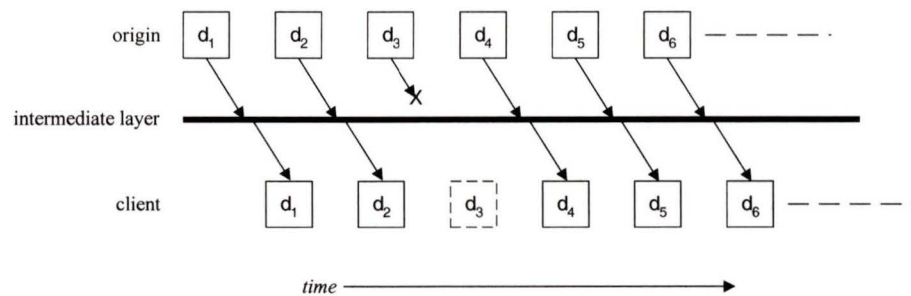 origin d₁ d₂ d₃ d₄ d₅ d₆
X
intermediate layer
client d₁ d₂ d₃ d₄ d₅ d₆
time